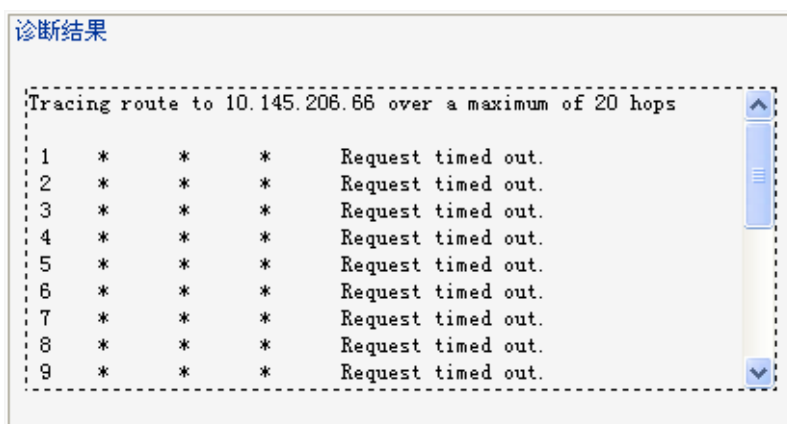 诊断结果
Tracing route to 10.145.206.66 over a maximum of 20 hops
1 * * * Request timed out.
2 * * * Request timed out.
3 * * * Request timed out.
4 * * * Request timed out.
5 * * * Request timed out.
6 * * * Request timed out.
7 * * * Request timed out.
8 * * * Request timed out.
9 * * * Request timed out.